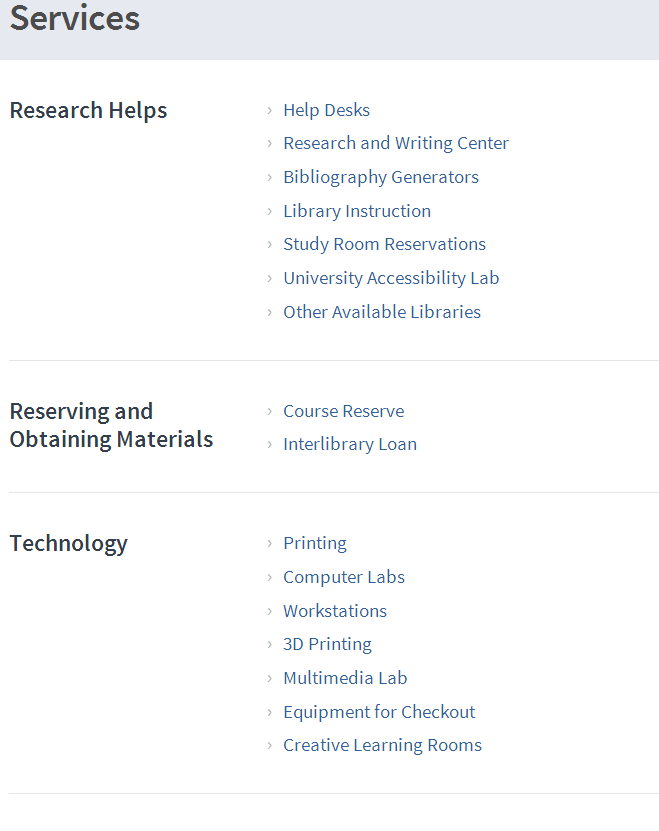 Services
Research Helps
Help Desks
Research and Writing Center
Bibliography Generators
Library Instruction
Study Room Reservations
University Accessibility Lab
Other Available Libraries
Reserving and
Obtaining Materials
Course Reserve
Interlibrary Loan
Technology
Printing
Computer Labs
Workstations
3D Printing
Multimedia Lab
Equipment for Checkout
Creative Learning Rooms